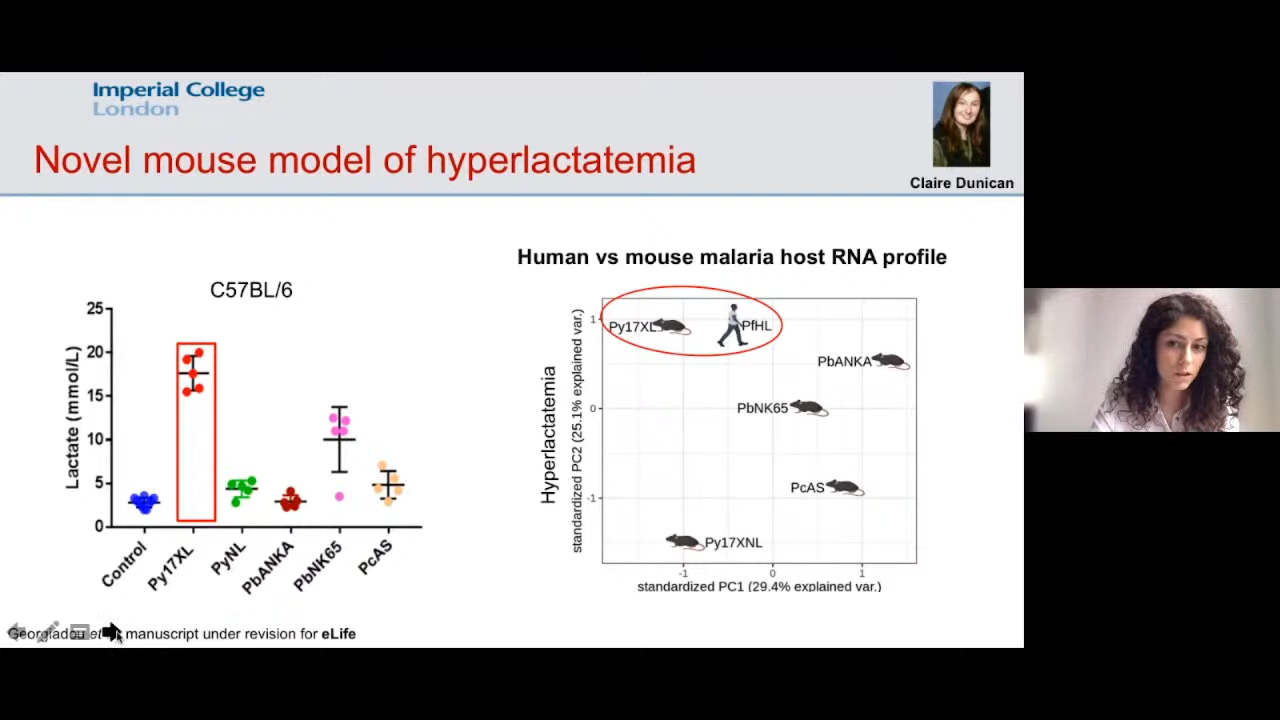 Imperial College
London
Novel mouse model of hyperlactatemia
Claire Dunican
C57BL/6
Lactate (mmol/L)
25
20
15
10
5
0
Control
Py17XL
PyNL
PbANKA
PbNK65
PcAS
Human vs mouse malaria host RNA profile
Hyperlactatemia
standardized PC2 (25.1% explained var.)
1
0
-1
Py17XL
PfHL
PbANKA
PbNK65
PcAS
Py17XNL
-1
0
1
standardized PC1 (29.4% explained var.)
Georgiadou et manuscript under revision for eLife